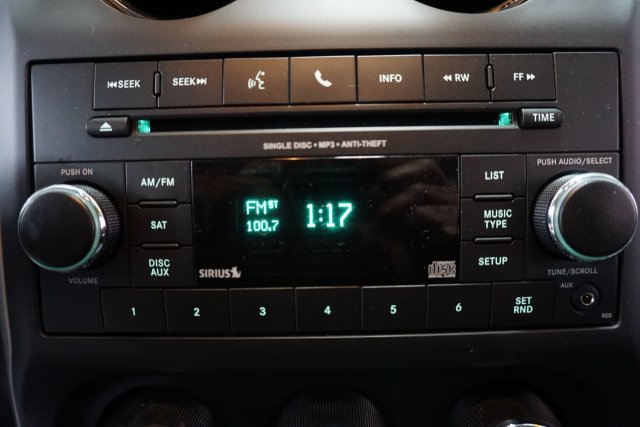 SEEK SEEK INFO RW FF
TIME
SINGLE DISC • MP3 • ANTI-THEFT
PUSH ON
AM/FM
SAT
DISC
AUX
VOLUME
FM ST 1:17
100.7
SIRIUS
disc
LIST
MUSIC
TYPE
SETUP
PUSH AUDIO/SELECT
TUNE/SCROLL
1 2 3 4 5 6 SET
RND
AUX
RES